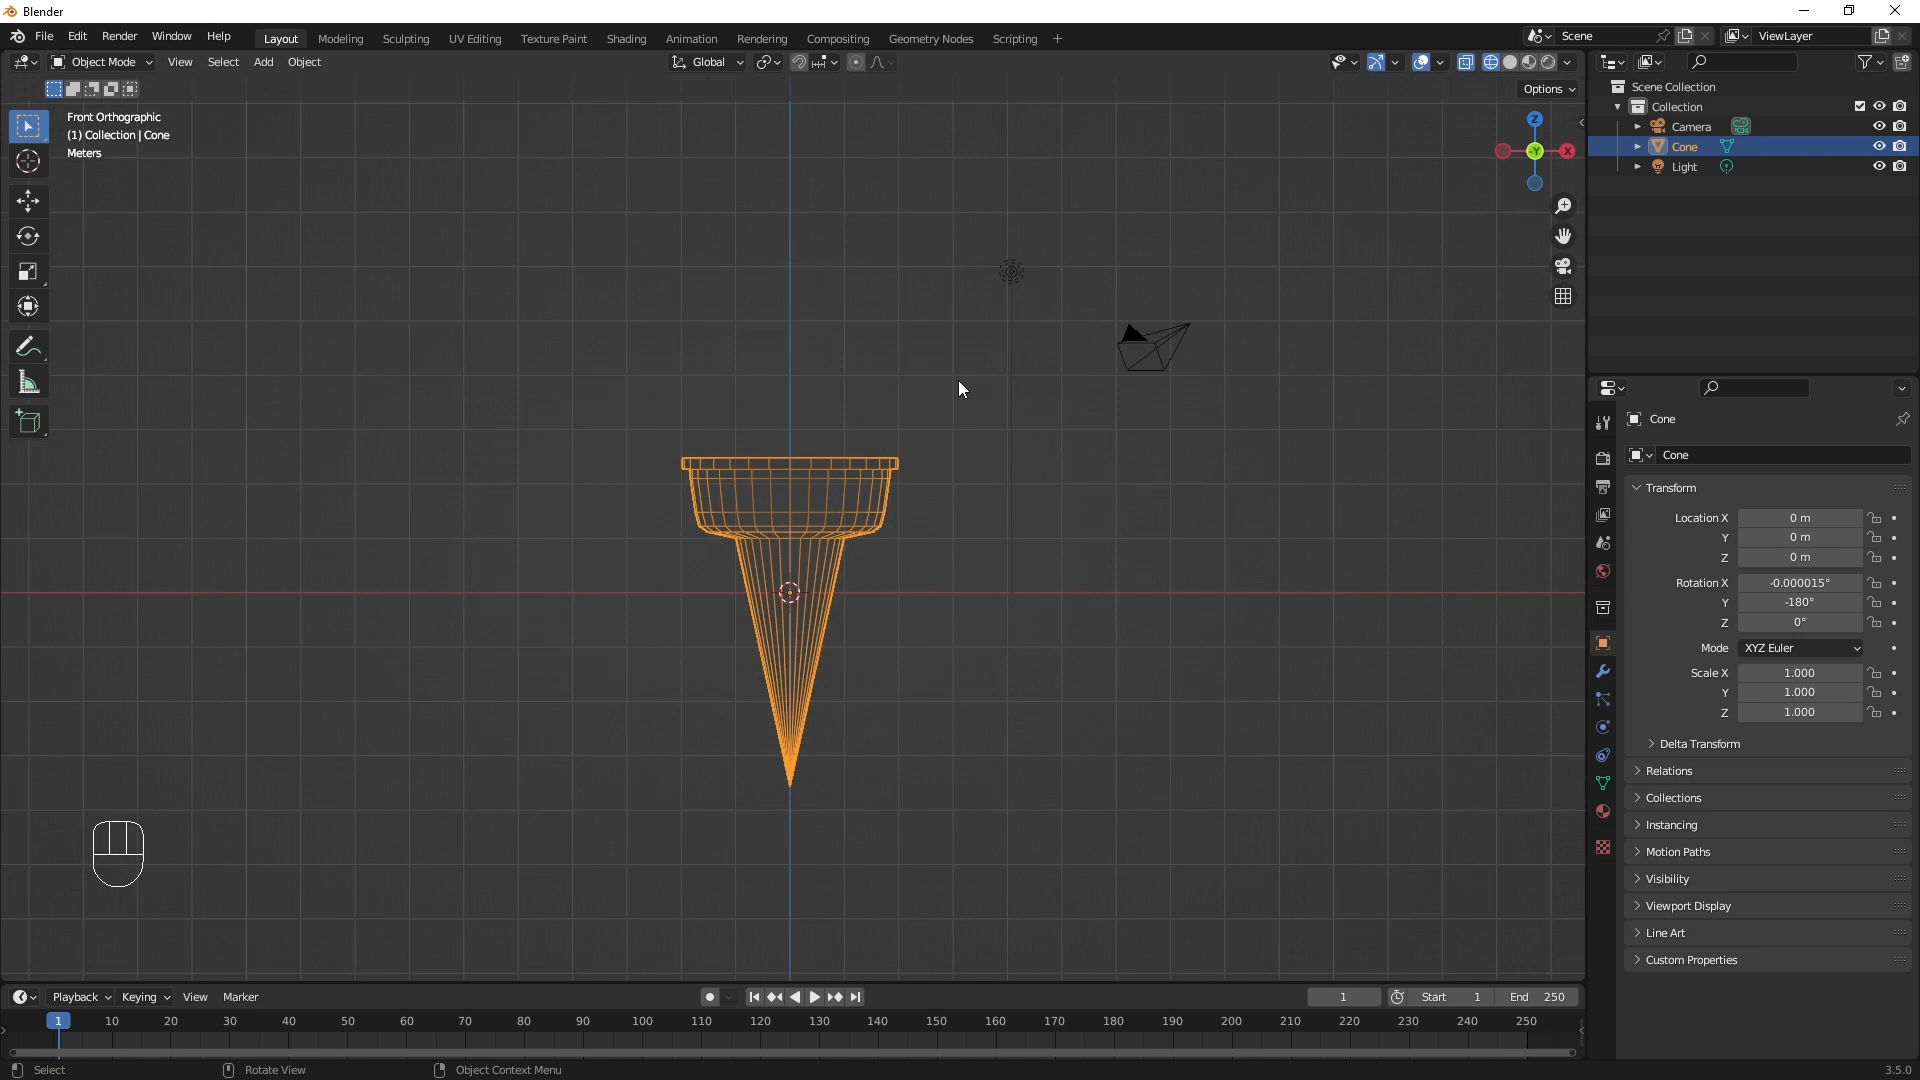 Blender
File Edit Render Window Help Layout Modeling Sculpting UV Editing Texture Paint Shading Animation Rendering Compositing Geometry Nodes Scripting + Scene ViewLayer
Object Mode View Select Add Object Global
Options
Front Orthographic
(1) Collection | Cone
Meters
Z
-Y X
Scene Collection
Collection
Camera
Cone
Light
Cone
Cone
Transform
Location X 0 m
Y 0 m
Z 0 m
Rotation X -0.000015°
Y -180°
Z 0°
Mode XYZ Euler
Scale X 1.000
Y 1.000
Z 1.000
Delta Transform
Relations
Collections
Instancing
Motion Paths
Visibility
Viewport Display
Line Art
Custom Properties
Playback Keying View Marker 1 Start 1 End 250
1 10 20 30 40 50 60 70 80 90 100 110 120 130 140 150 160 170 180 190 200 210 220 230 240 250
Select Rotate View Object Context Menu 3.5.0